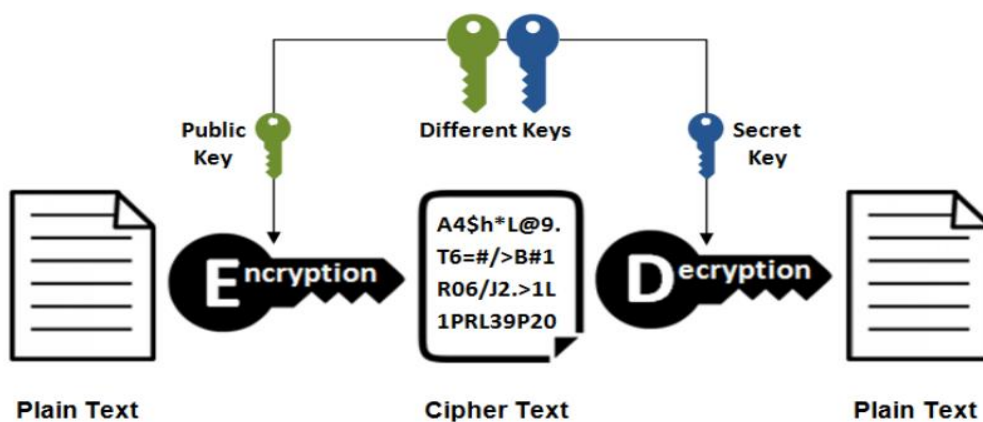 Public
Key
Different Keys
Secret
Key
Encryption
A4$h*L@9.
T6=#/>B#1
R06/J2.>1L
1PRL39P20
Decryption
Plain Text
Cipher Text
Plain Text